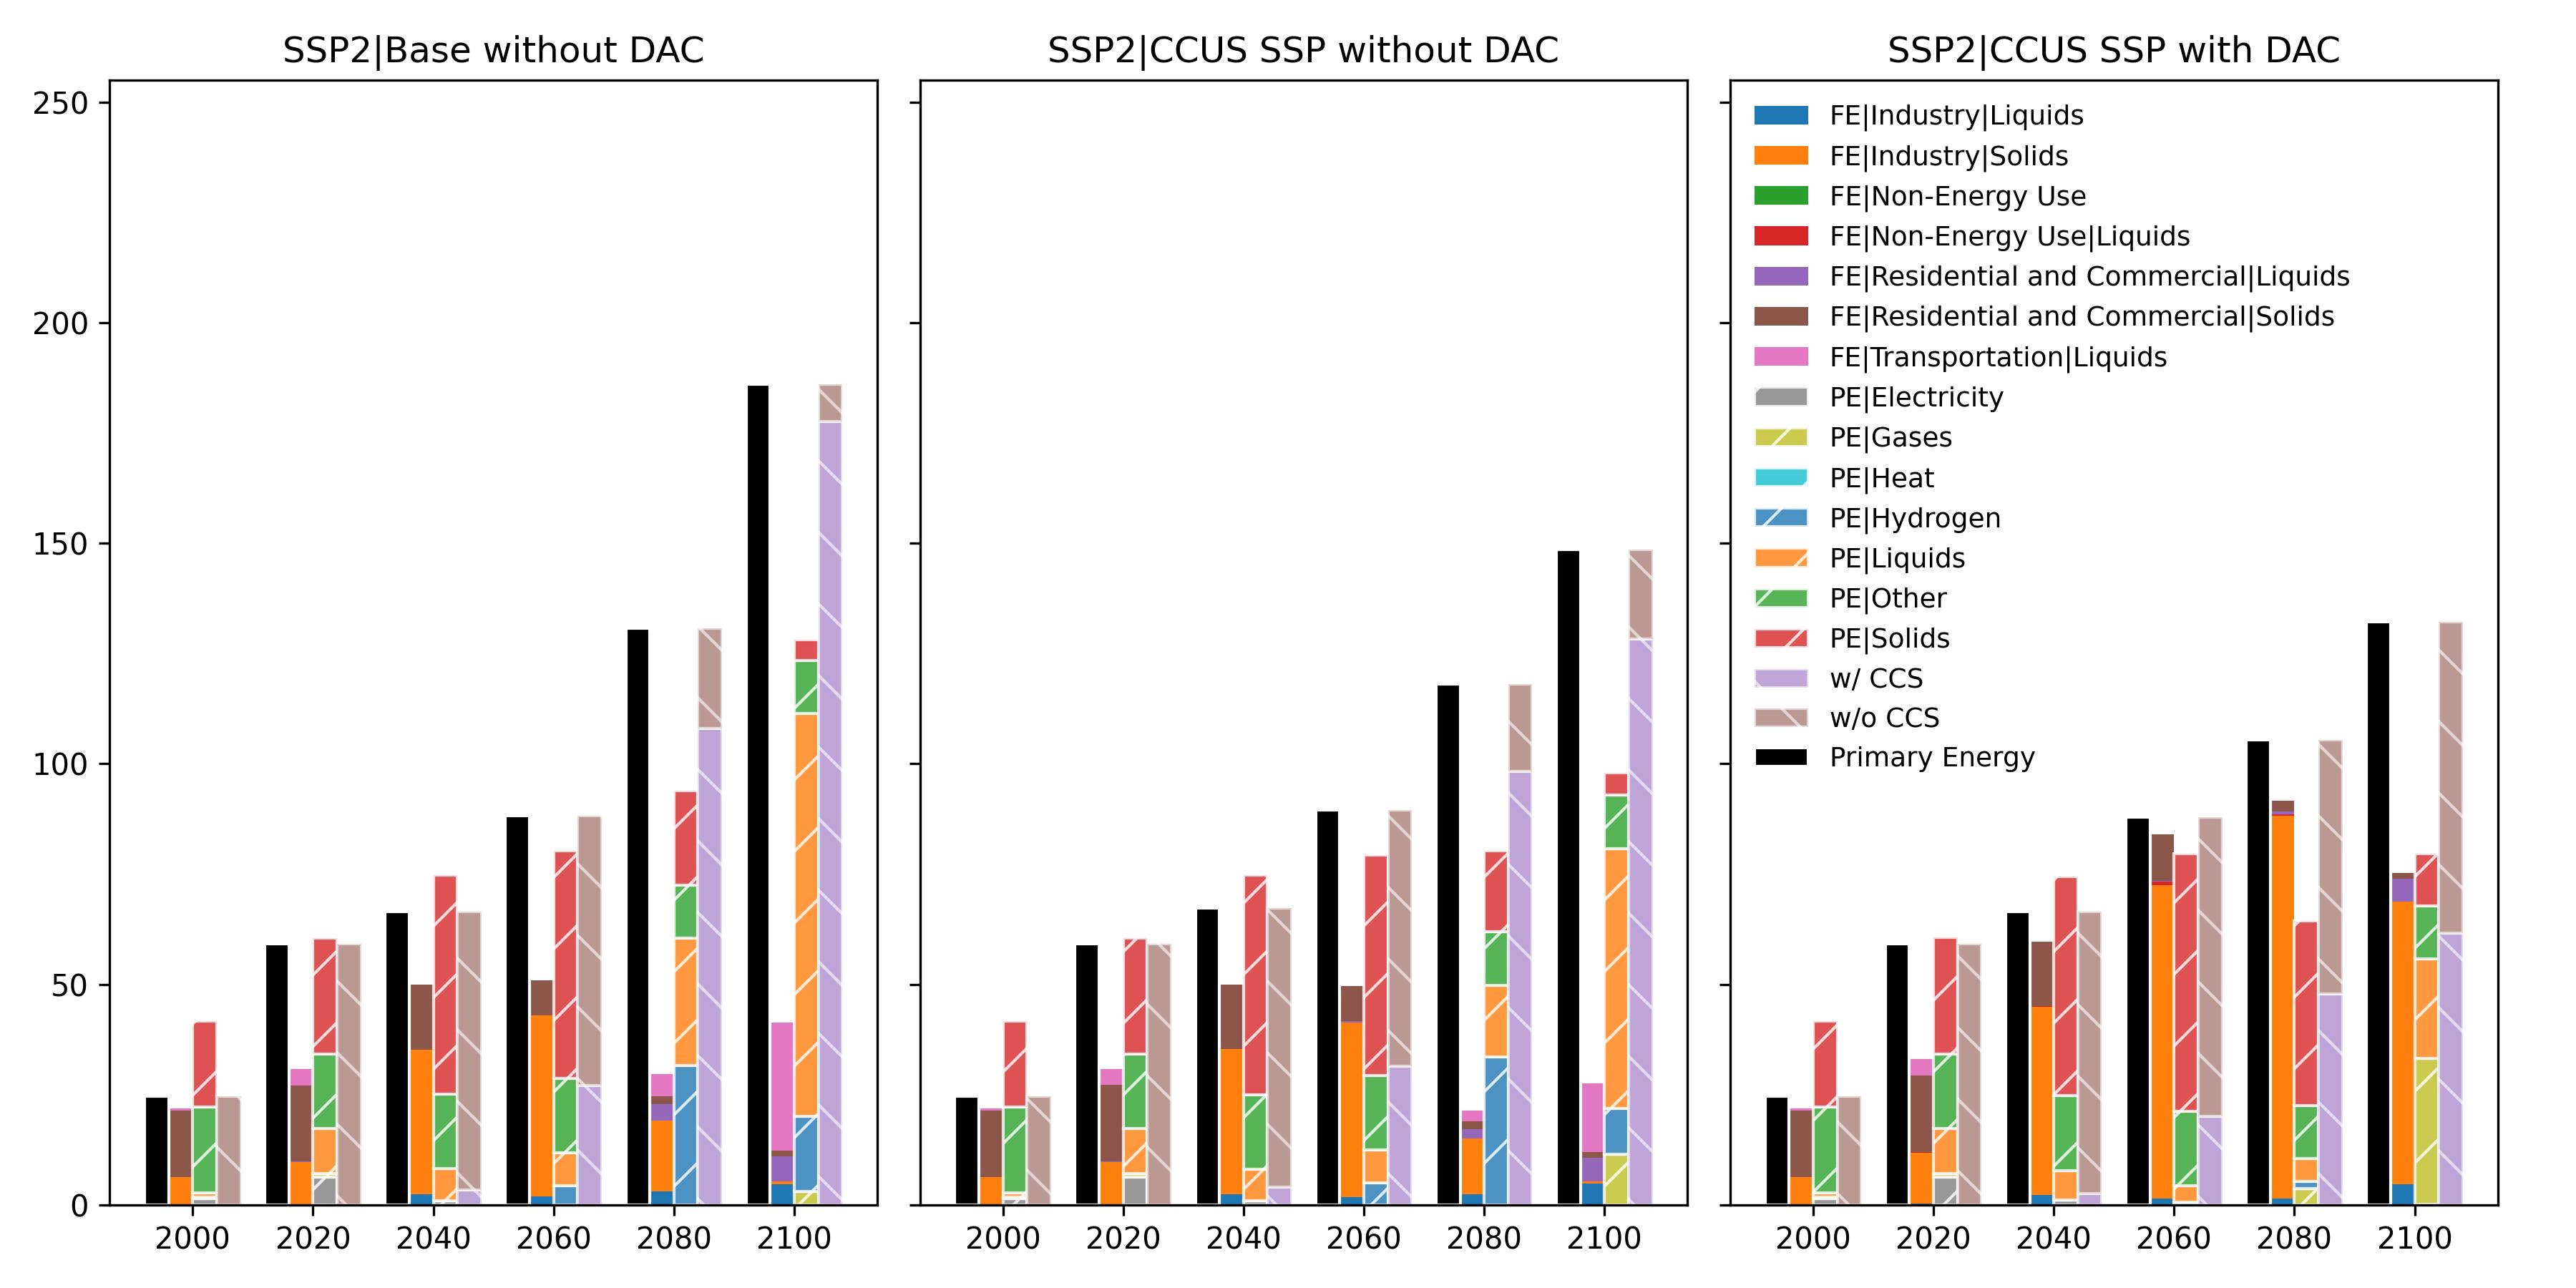 SSP2|Base without DAC
SSP2|CCUS SSP without DAC
SSP2|CCUS SSP with DAC
250
200
150
100
50
0
FE|Industry|Liquids
FE|Industry|Solids
FE|Non-Energy Use
FE|Non-Energy Use|Liquids
FE|Residential and Commercial|Liquids
FE|Residential and Commercial|Solids
FE|Transportation|Liquids
PE|Electricity
PE|Gases
PE|Heat
PE|Hydrogen
PE|Liquids
PE|Other
PE|Solids
w/ CCS
w/o CCS
Primary Energy
2000 2020 2040 2060 2080 2100
2000 2020 2040 2060 2080 2100
2000 2020 2040 2060 2080 2100